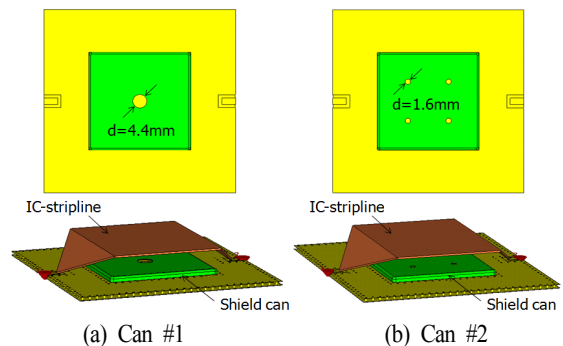 d=4.4mm
IC-stripline
Shield can
(a) Can #1
d=1.6mm
IC-stripline
Shield can
(b) Can #2